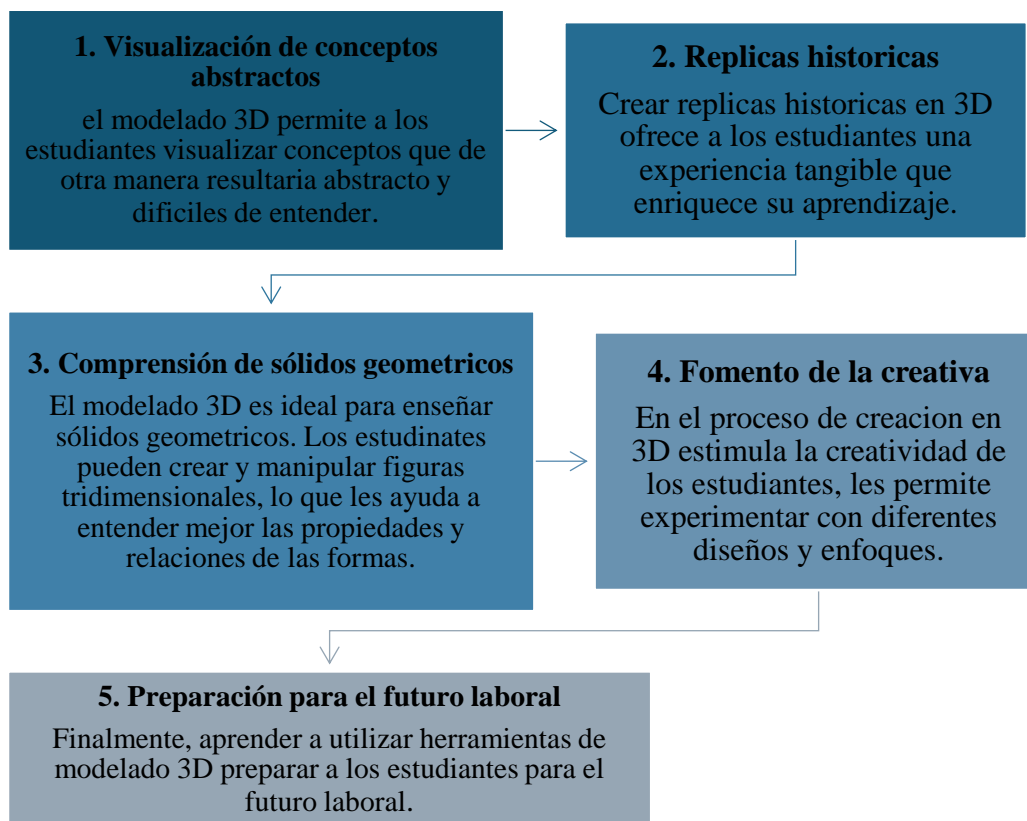 1. Visualización de conceptos
abstractos
el modelado 3D permite a los
estudiantes visualizar conceptos que de
otra manera resultaria abstracto y
dificiles de entender.
2. Replicas historicas
Crear replicas historicas en 3D
ofrece a los estudiantes una
experiencia tangible que
enriquece su aprendizaje.
3. Comprensión de sólidos geometricos
El modelado 3D es ideal para enseñar
sólidos geometricos. Los estudinates
pueden crear y manipular figuras
tridimensionales, lo que les ayuda a
entender mejor las propiedades y
relaciones de las formas.
4. Fomento de la creativa
En el proceso de creacion en
3D estimula la creatividad de
los estudiantes, les permite
experimentar con diferentes
diseños y enfoques.
5. Preparación para el futuro laboral
Finalmente, aprender a utilizar herramientas de
modelado 3D preparar a los estudiantes para el
futuro laboral.